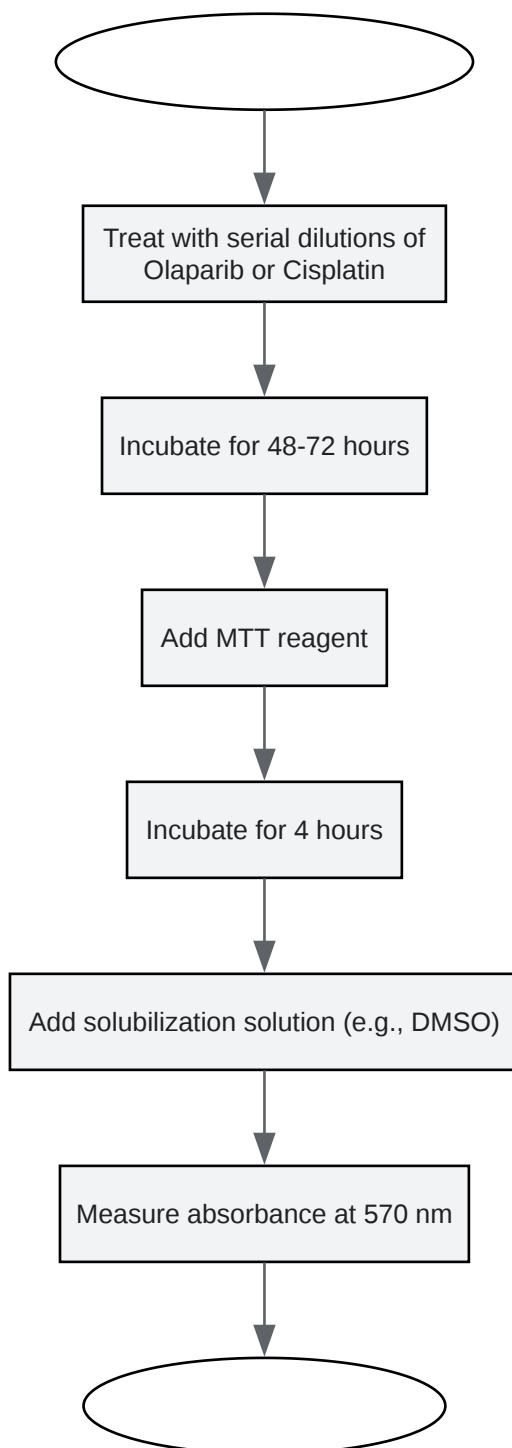 Treat with serial dilutions of
Olaparib or Cisplatin
Incubate for 48-72 hours
Add MTT reagent
Incubate for 4 hours
Add solubilization solution (e.g., DMSO)
Measure absorbance at 570 nm